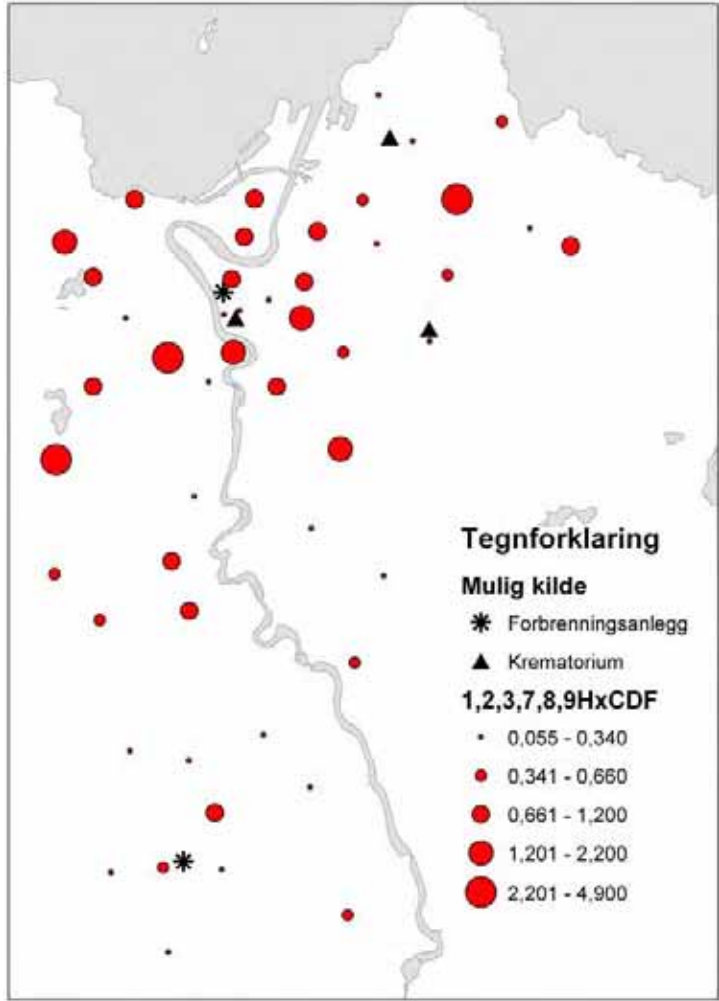 Tegnforklaring
Mulig kilde
Forbrenningsanlegg
Krematorium
1,2,3,7,8,9HxCDF
0,055 - 0,340
0,341 - 0,660
0,661 - 1,200
1,201 - 2,200
2,201 - 4,900